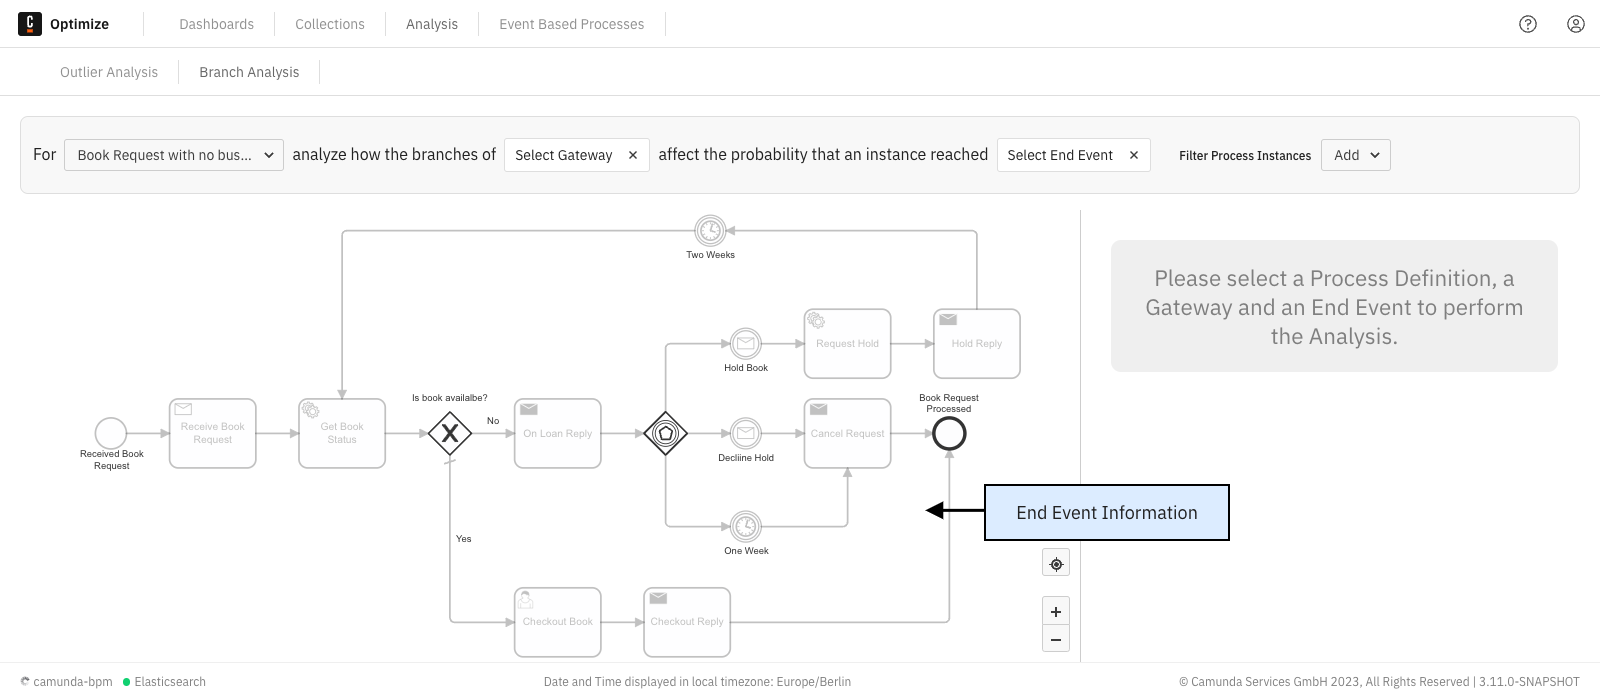 Optimize
Dashboards
Collections
Analysis
Event Based Processes
Outlier Analysis
Branch Analysis
For
Book Request with no bus...
analyze how the branches of
Select Gateway
affect the probability that an instance reached
Select End Event
Filter Process Instances
Add
Two Weeks
Please select a Process Definition, a
Gateway and an End Event to perform
the Analysis.
Hold Book
Request Hold
Hold Reply
Received Book
Request
Receive Book
Request
Get Book
Status
Is book availalbe?
No
On Loan Reply
Decliine Hold
Cancel Request
Book Request
Processed
End Event Information
Yes
One Week
Checkout Book
Checkout Reply
camunda-bpm
Elasticsearch
Date and Time displayed in local timezone: Europe/Berlin
© Camunda Services GmbH 2023, All Rights Reserved | 3.11.0-SNAPSHOT